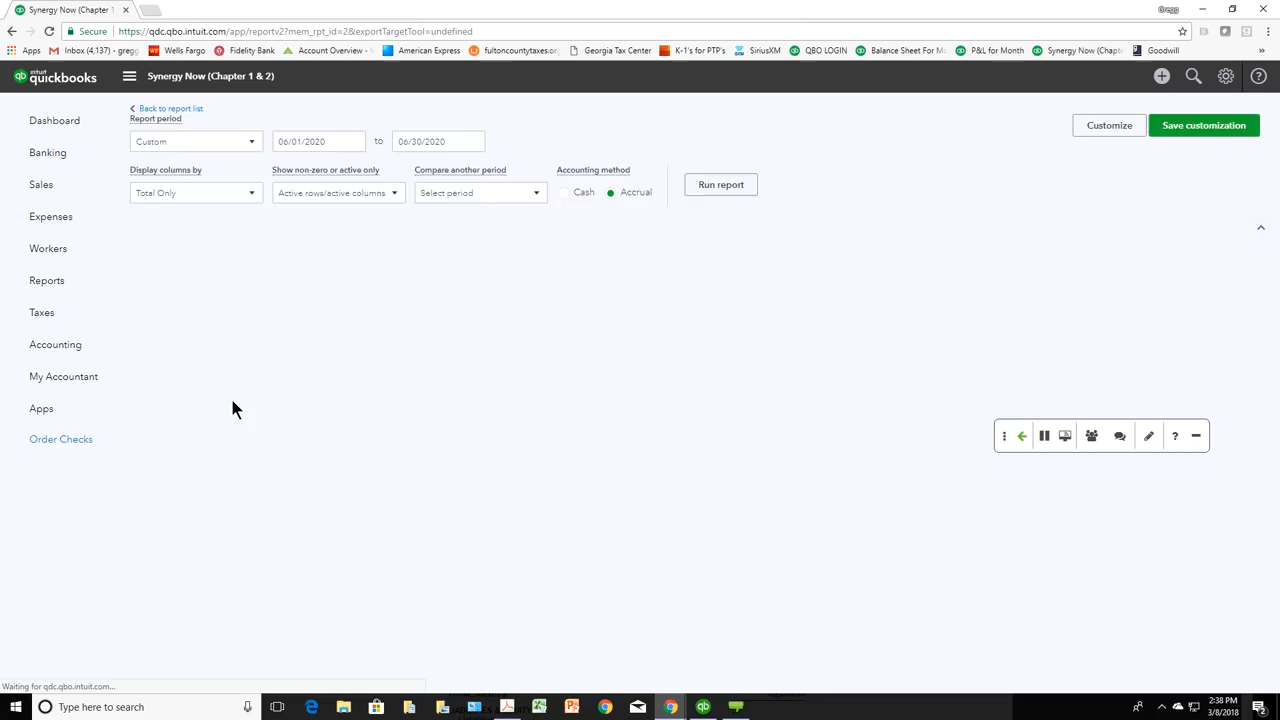 Synergy Now (Chapter 1
Gregg
Secure https://qdc.qbo.intuit.com/app/reportv2?mem_rpt_id=2&exportTargetTool=undefined
Apps Inbox (4,137) - gregg Wells Fargo Fidelity Bank Account Overview - American Express fultoncountytaxes.org Georgia Tax Center K-1's for PTP's SiriusXM QBO LOGIN Balance Sheet For M P&L for Month Synergy Now (Chapt Goodwill
intuit quickbooks Synergy Now (Chapter 1 & 2)
Back to report list
Report period
Custom 06/01/2020 to 06/30/2020
Customize Save customization
Display columns by Show non-zero or active only Compare another period Accounting method
Total Only Active rows/active columns Select period Cash Accrual Run report
Dashboard
Banking
Sales
Expenses
Workers
Reports
Taxes
Accounting
My Accountant
Apps
Order Checks
Waiting for qdc.qbo.intuit.com...
Type here to search
2:38 PM
3/8/2018